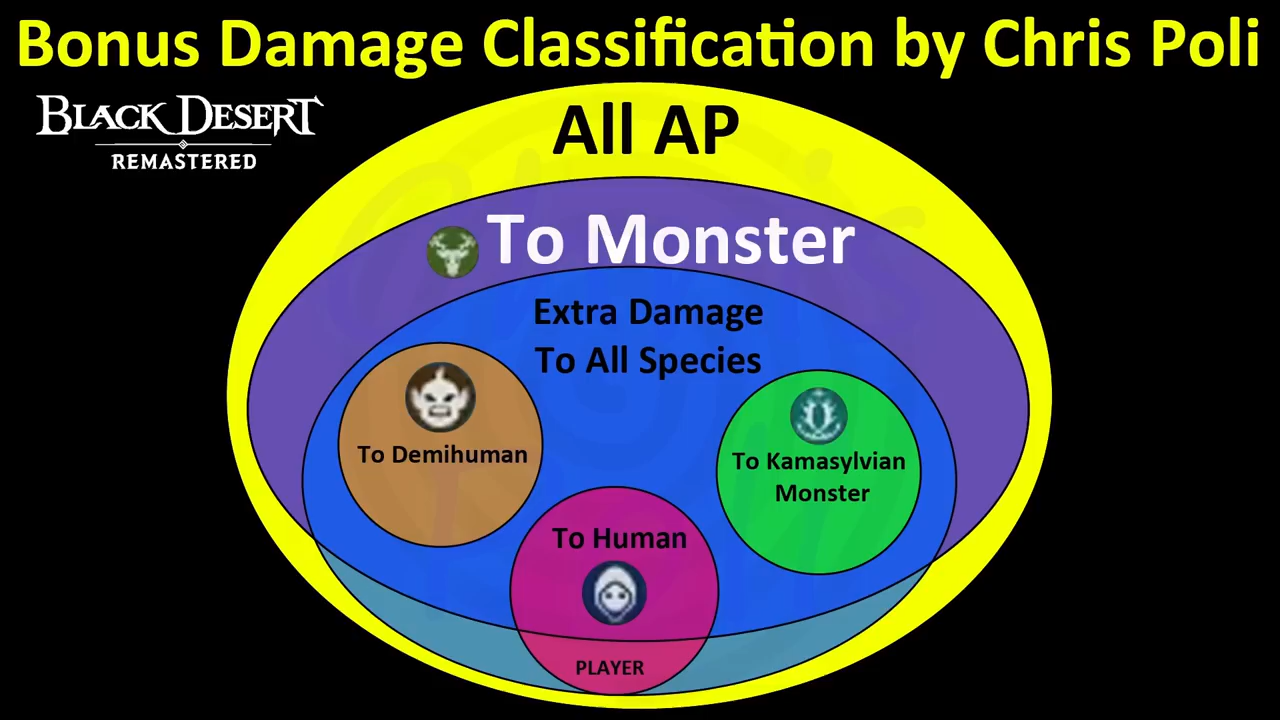 Bonus Damage Classification by Chris Poli
BLACK DESERT
REMASTERED
All AP
To Monster
Extra Damage
To All Species
To Demihuman
To Kamasylvian
Monster
To Human
PLAYER